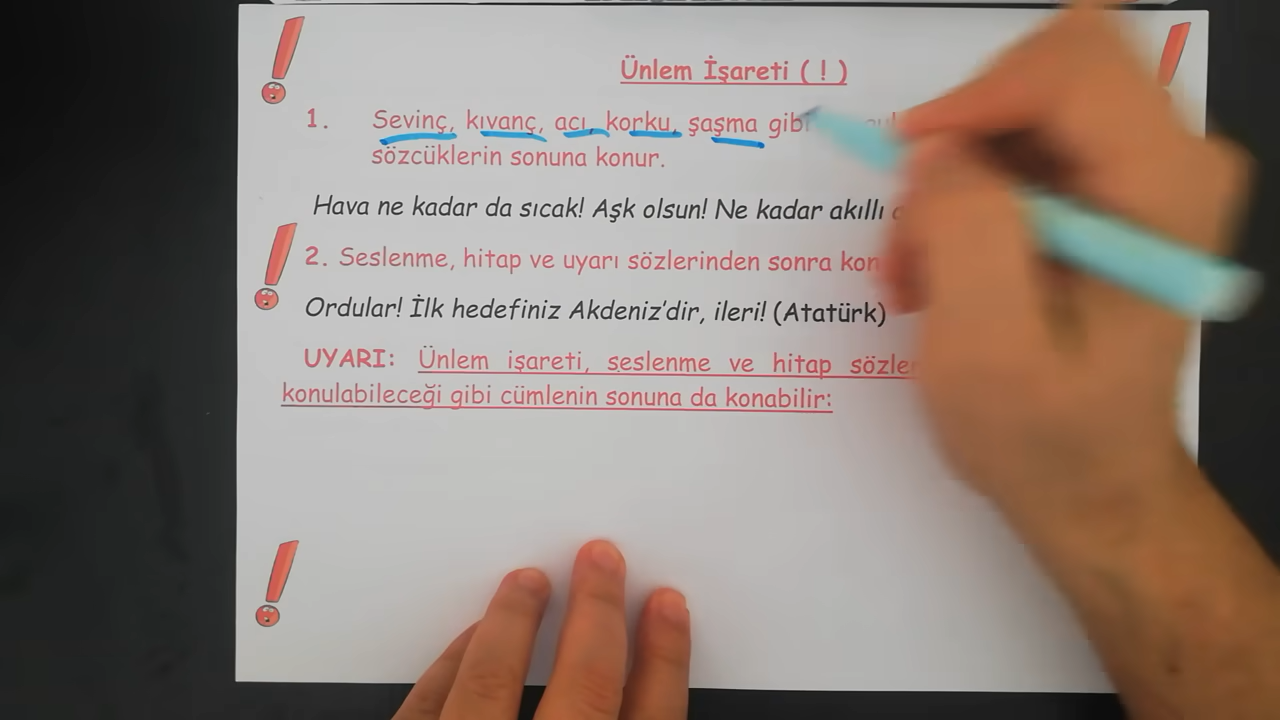 Ünlem İşareti ( ! )
1. Sevinç, kıvanç, acı, korku, şaşma
sözcüklerin sonuna konur.
Hava ne kadar da sıcak! Aşk olsun! Ne kadar akıllı
2. Seslenme, hitap ve uyarı sözlerinden sonra
Ordular! İlk hedefiniz Akdeniz’dir, ileri! (Atatürk)
UYARI: Ünlem işareti, seslenme ve hitap
konulabileceği gibi cümlenin sonuna da konabilir: